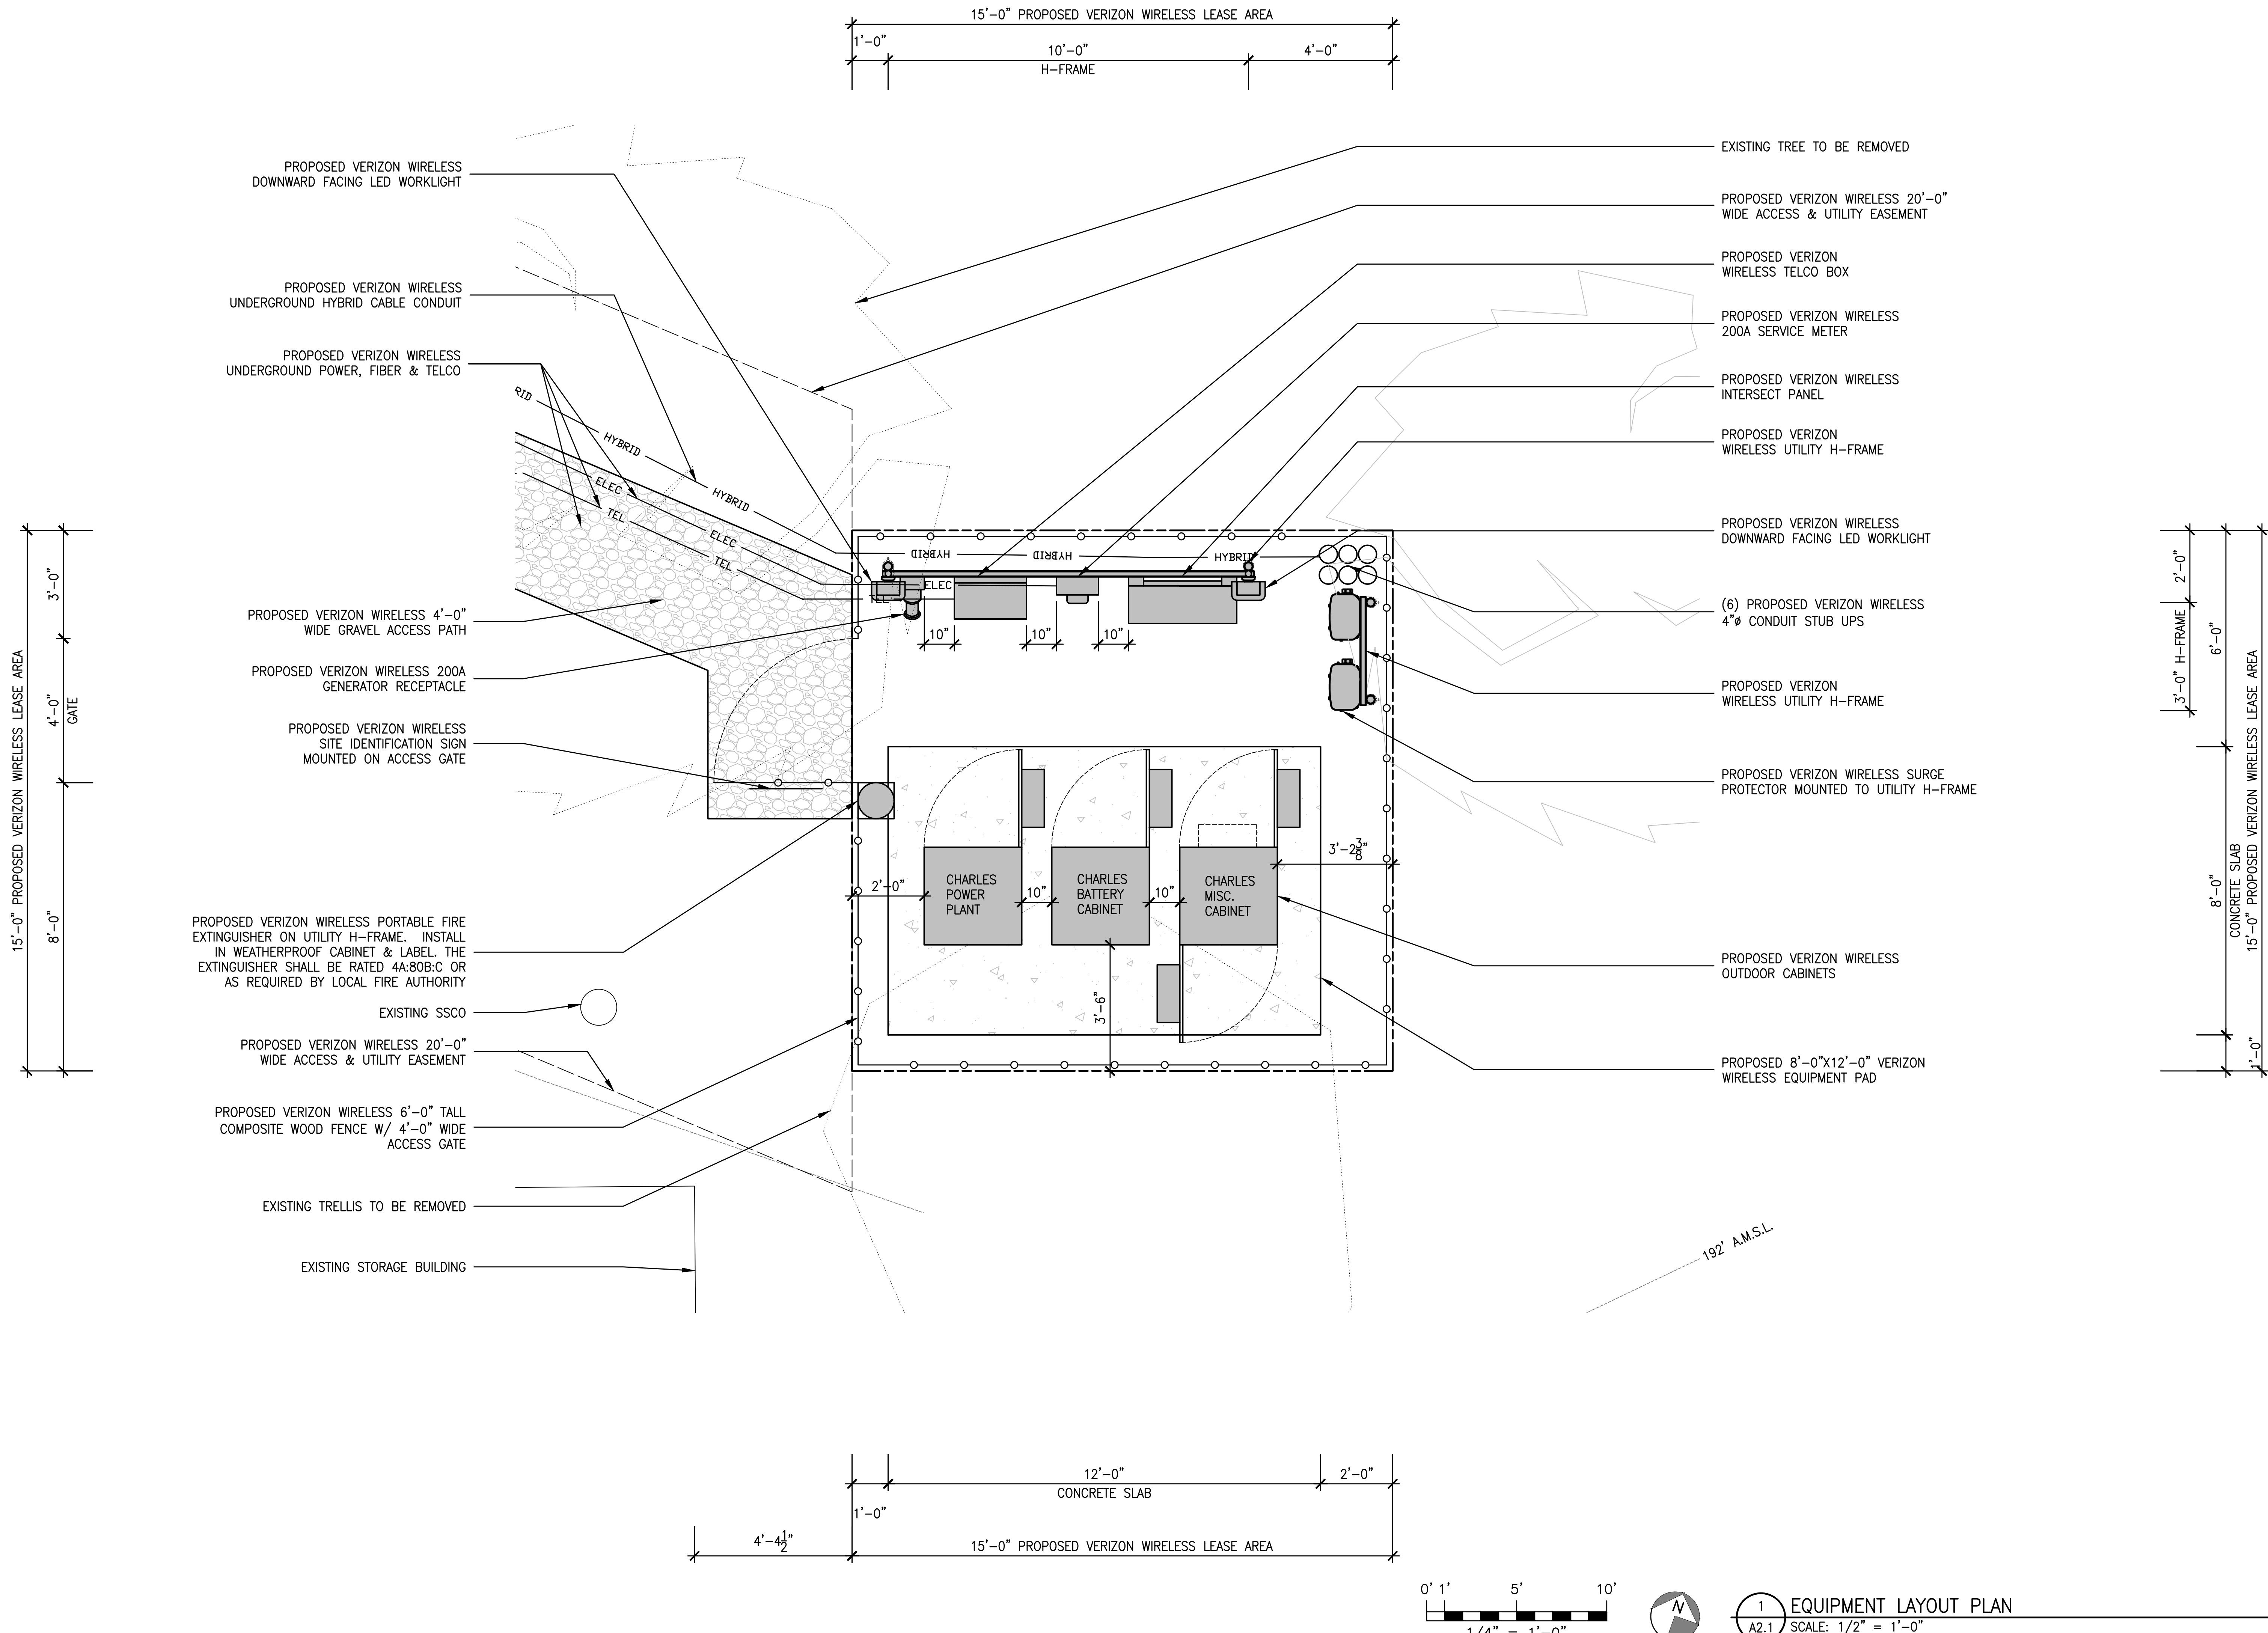 15'-0" PROPOSED VERIZON WIRELESS LEASE AREA
1'-0"
10'-0"
4'-0"
H-FRAME
PROPOSED VERIZON WIRELESS
DOWNWARD FACING LED WORKLIGHT
PROPOSED VERIZON WIRELESS
UNDERGROUND HYBRID CABLE CONDUIT
PROPOSED VERIZON WIRELESS
UNDERGROUND POWER, FIBER & TELCO
PROPOSED VERIZON WIRELESS 4'-0"
WIDE GRAVEL ACCESS PATH
PROPOSED VERIZON WIRELESS 200A
GENERATOR RECEPTACLE
PROPOSED VERIZON WIRELESS
SITE IDENTIFICATION SIGN
MOUNTED ON ACCESS GATE
PROPOSED VERIZON WIRELESS PORTABLE FIRE
EXTINGUISHER ON UTILITY H-FRAME. INSTALL
IN WEATHERPROOF CABINET & LABEL. THE
EXTINGUISHER SHALL BE RATED 4A:80B:C OR
AS REQUIRED BY LOCAL FIRE AUTHORITY
EXISTING SSCO
PROPOSED VERIZON WIRELESS 20'-0"
WIDE ACCESS & UTILITY EASEMENT
PROPOSED VERIZON WIRELESS 6'-0" TALL
COMPOSITE WOOD FENCE W/ 4'-0" WIDE
ACCESS GATE
EXISTING TRELLIS TO BE REMOVED
EXISTING STORAGE BUILDING
15'-0" PROPOSED VERIZON WIRELESS LEASE AREA
3'-0"
4'-0"
GATE
8'-0"
RID
HYBRID
HYBRID
ELEC
ELEC
TEL
TEL
HYBRID
HYBRID
HYBRID
ELEC
TEL
10"
10"
10"
CHARLES
POWER
PLANT
CHARLES
BATTERY
CABINET
CHARLES
MISC.
CABINET
2'-0"
10"
10"
3'-2 3/8"
3'-6"
EXISTING TREE TO BE REMOVED
PROPOSED VERIZON WIRELESS 20'-0"
WIDE ACCESS & UTILITY EASEMENT
PROPOSED VERIZON
WIRELESS TELCO BOX
PROPOSED VERIZON WIRELESS
200A SERVICE METER
PROPOSED VERIZON WIRELESS
INTERSECT PANEL
PROPOSED VERIZON
WIRELESS UTILITY H-FRAME
PROPOSED VERIZON WIRELESS
DOWNWARD FACING LED WORKLIGHT
(6) PROPOSED VERIZON WIRELESS
4"ø CONDUIT STUB UPS
PROPOSED VERIZON
WIRELESS UTILITY H-FRAME
PROPOSED VERIZON WIRELESS SURGE
PROTECTOR MOUNTED TO UTILITY H-FRAME
PROPOSED VERIZON WIRELESS
OUTDOOR CABINETS
PROPOSED 8'-0"X12'-0" VERIZON
WIRELESS EQUIPMENT PAD
192' A.M.S.L.
2'-0"
3'-0" H-FRAME
6'-0"
8'-0"
CONCRETE SLAB
1'-0"
15'-0" PROPOSED VERIZON WIRELESS LEASE AREA
12'-0"
2'-0"
CONCRETE SLAB
1'-0"
4'-4 1/2"
15'-0" PROPOSED VERIZON WIRELESS LEASE AREA
0' 1' 5' 10'
1/4" = 1'-0"
N
1
A2.1
EQUIPMENT LAYOUT PLAN
SCALE: 1/2" = 1'-0"